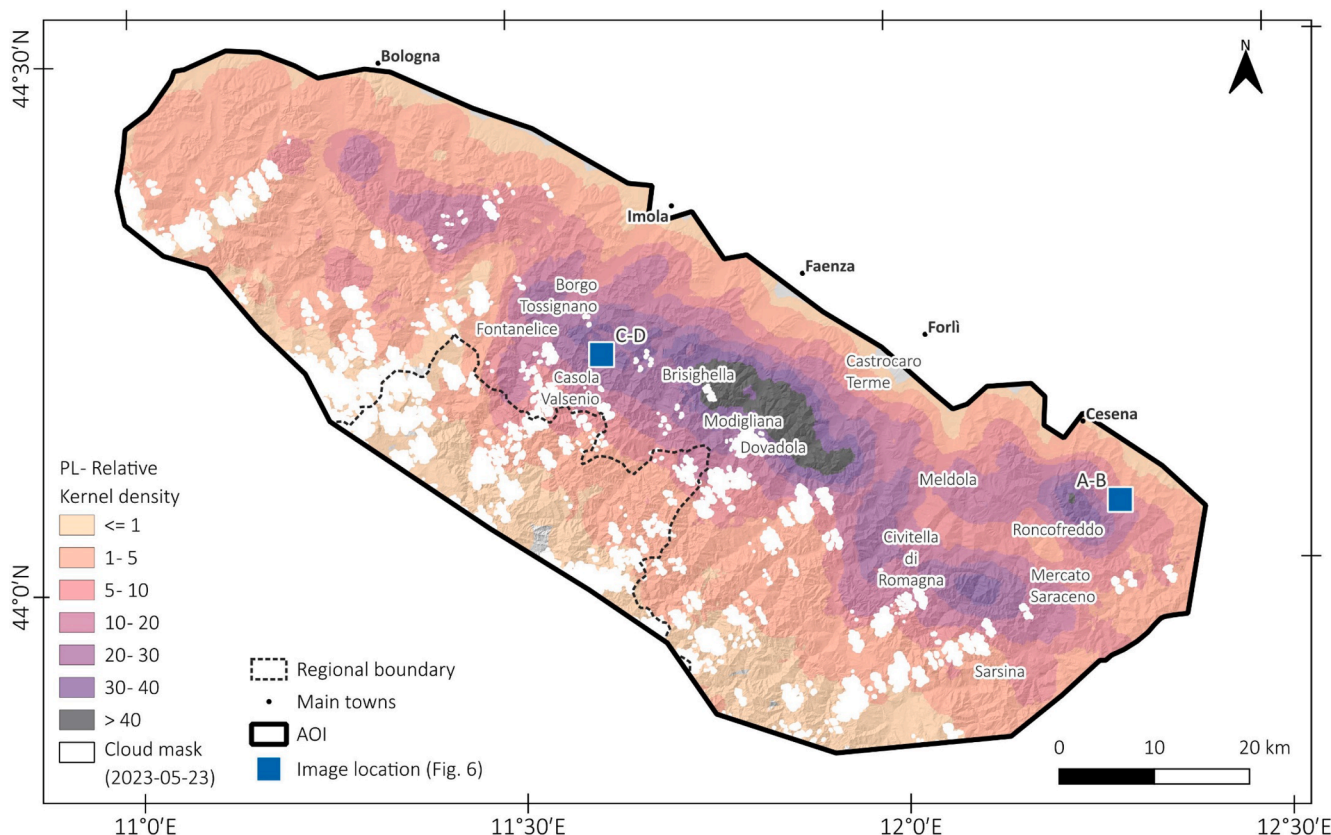 N
44°30'N
Bologna
Imola
Faenza
Borgo
Tossignano
Forlì
Fontanelice
C-D
Castrocaro
Terme
Casola
Valsenio
Brisighella
Cesena
Modigliana
Dovadola
PL- Relative
Kernel density
<= 1
1- 5
5- 10
10- 20
20- 30
30- 40
> 40
Cloud mask
(2023-05-23)
Meldola
A-B
Roncofreddo
Civitella
di
Romagna
Mercato
Saraceno
44°0'N
Sarsina
Regional boundary
Main towns
AOI
Image location (Fig. 6)
0 10 20 km
11°0'E 11°30'E 12°0'E 12°30'E